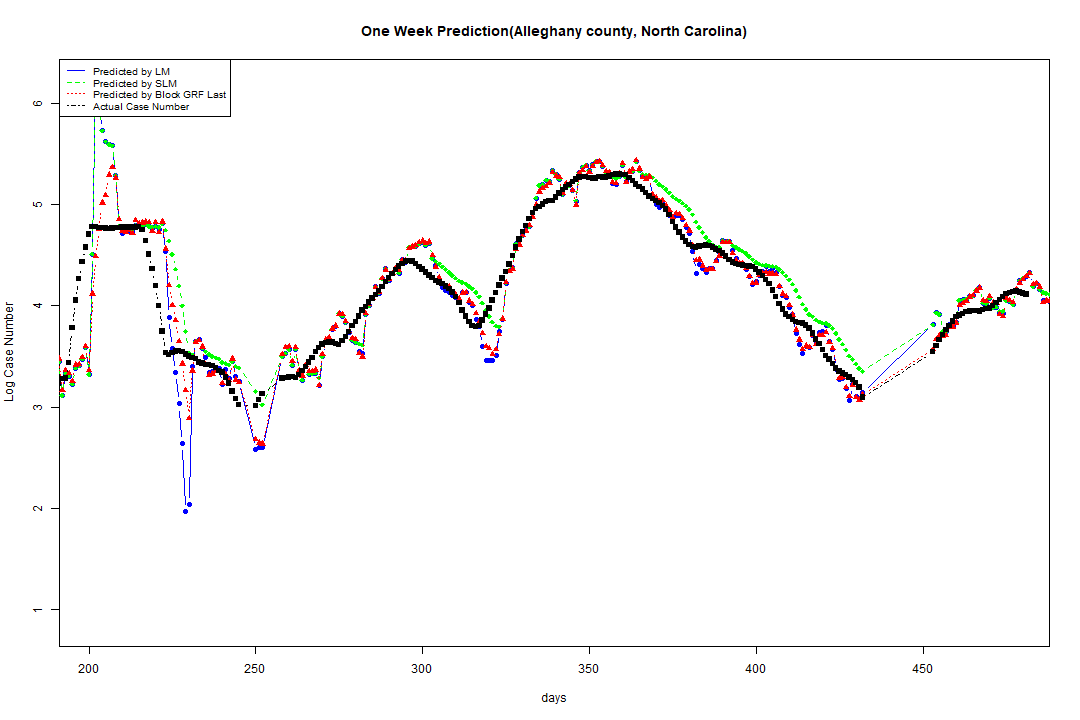 One Week Prediction(Alleghany county, North Carolina)
Predicted by LM
Predicted by SLM
Predicted by Block GRF Last
Actual Case Number
6
5
4
3
2
1
Log Case Number
200 250 300 350 400 450
days